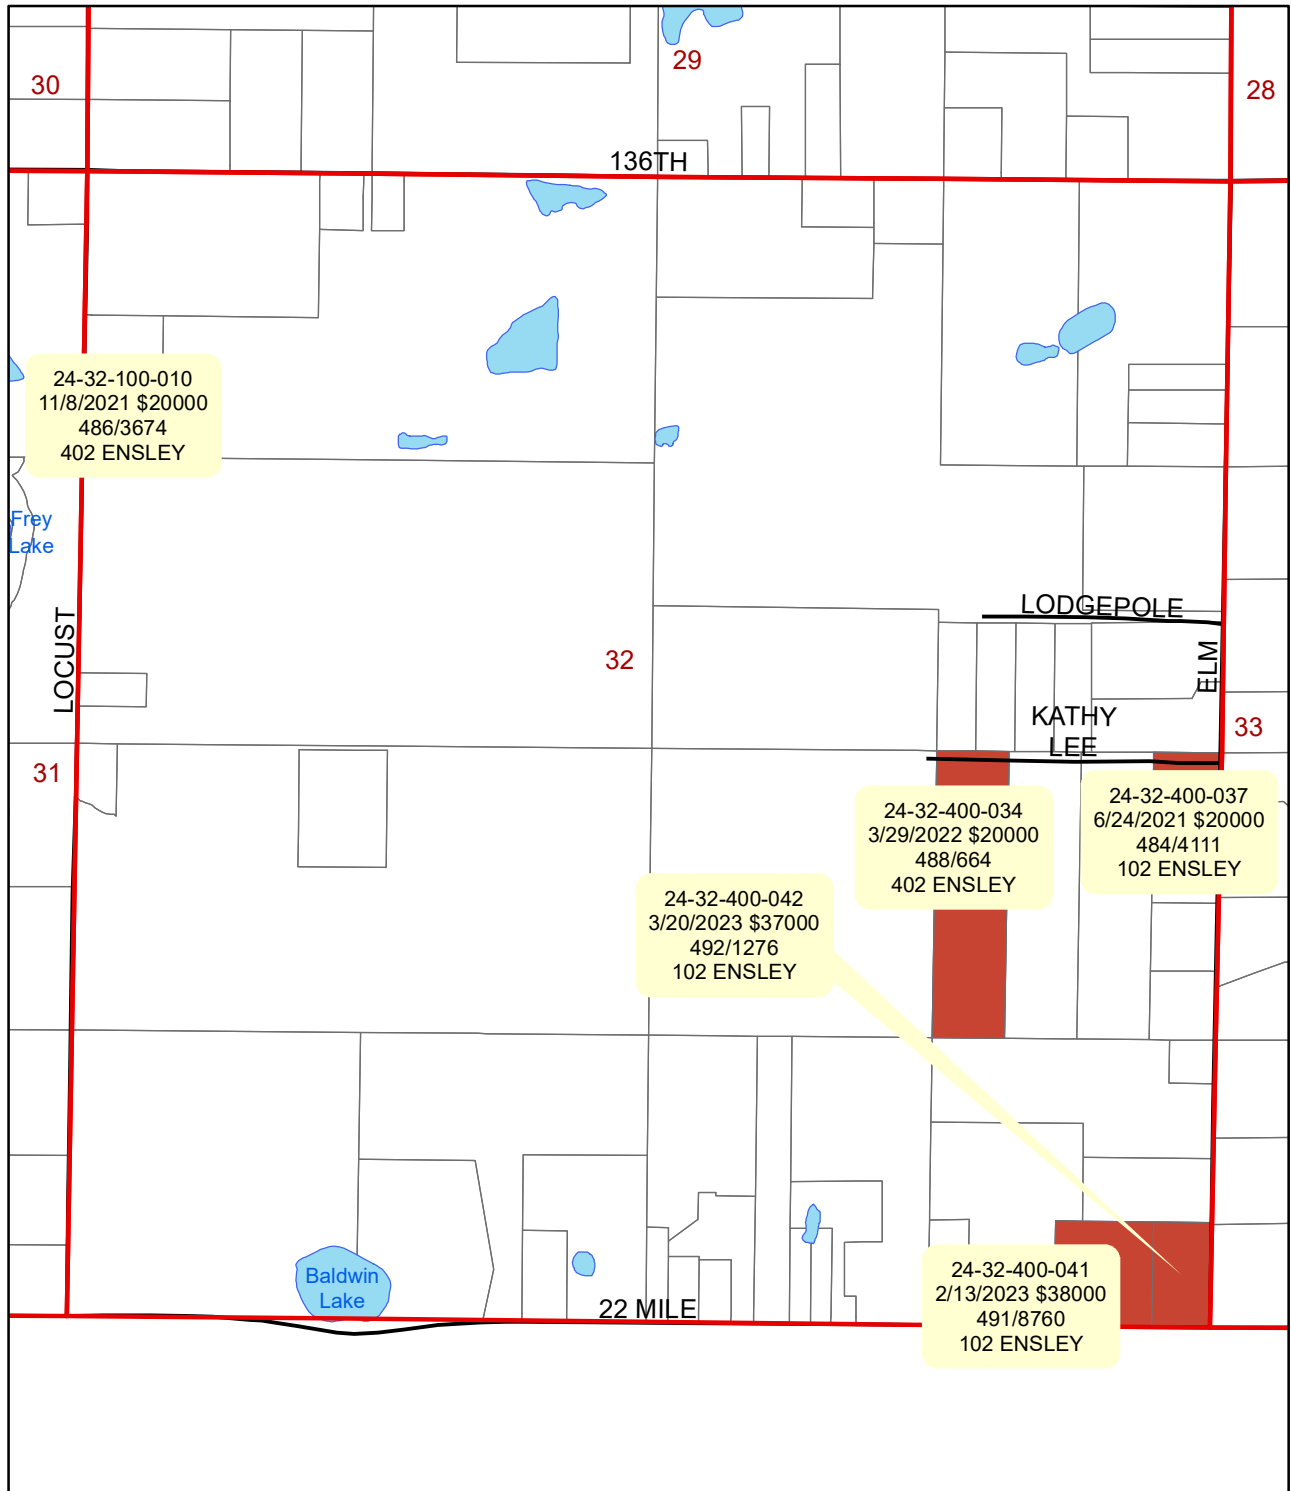 29
30
28
136TH
24-32-100-010
11/8/2021 $20000
486/3674
402 ENSLEY
Frey
Lake
LODGEPOLE
LOCUST
32
ELM
KATHY
LEE
33
31
24-32-400-034
3/29/2022 $20000
488/664
402 ENSLEY
24-32-400-037
6/24/2021 $20000
484/4111
102 ENSLEY
24-32-400-042
3/20/2023 $37000
492/1276
102 ENSLEY
Baldwin
Lake
22 MILE
24-32-400-041
2/13/2023 $38000
491/8760
102 ENSLEY